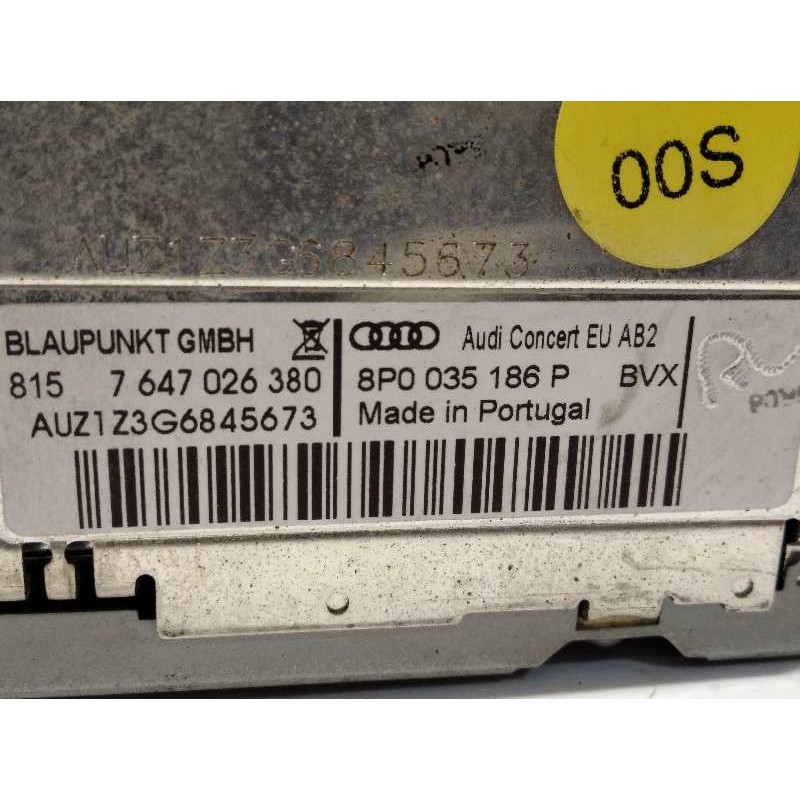 00S
AUZ1Z3G6845673
BLAUPUNKT GMBH
815 7 647 026 380
AUZ1Z3G6845673
Audi Concert EU AB2
8P0 035 186 P BVX
Made in Portugal